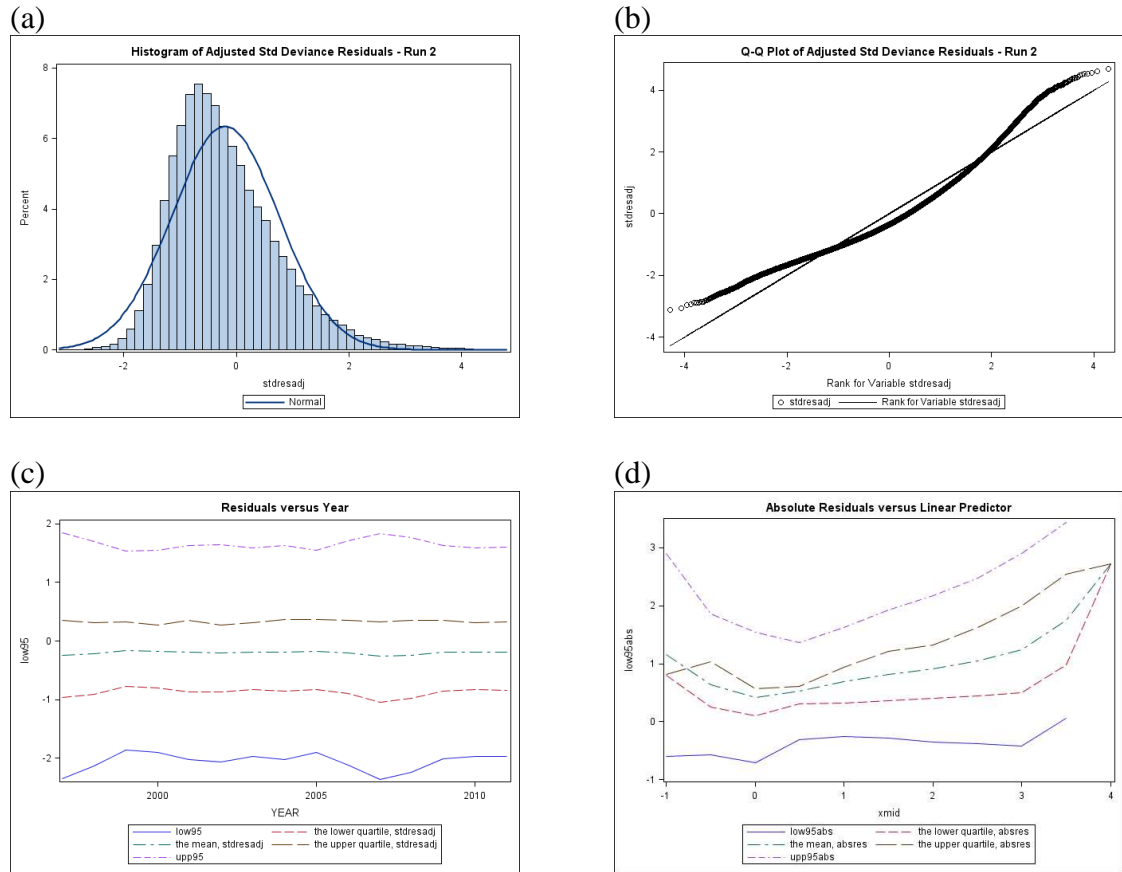 (a)
Histogram of Adjusted Std Deviance Residuals - Run 2
8
6
4
2
0
Percent
-2 0 2 4
stdresadj
Normal
(b)
Q-Q Plot of Adjusted Std Deviance Residuals - Run 2
4
2
0
-2
-4
stdresadj
-4 -2 0 2 4
Rank for Variable stdresadj
stdresadj Rank for Variable stdresadj
(c)
Residuals versus Year
2
1
0
-1
-2
low95
2000 2005 2010
YEAR
low95 the lower quartile, stdresadj
the mean, stdresadj the upper quartile, stdresadj
upp95
(d)
Absolute Residuals versus Linear Predictor
3
2
1
0
-1
low95abs
-1 0 1 2 3 4
xmid
low95abs the lower quartile, absres
the mean, absres the upper quartile, absres
upp95abs